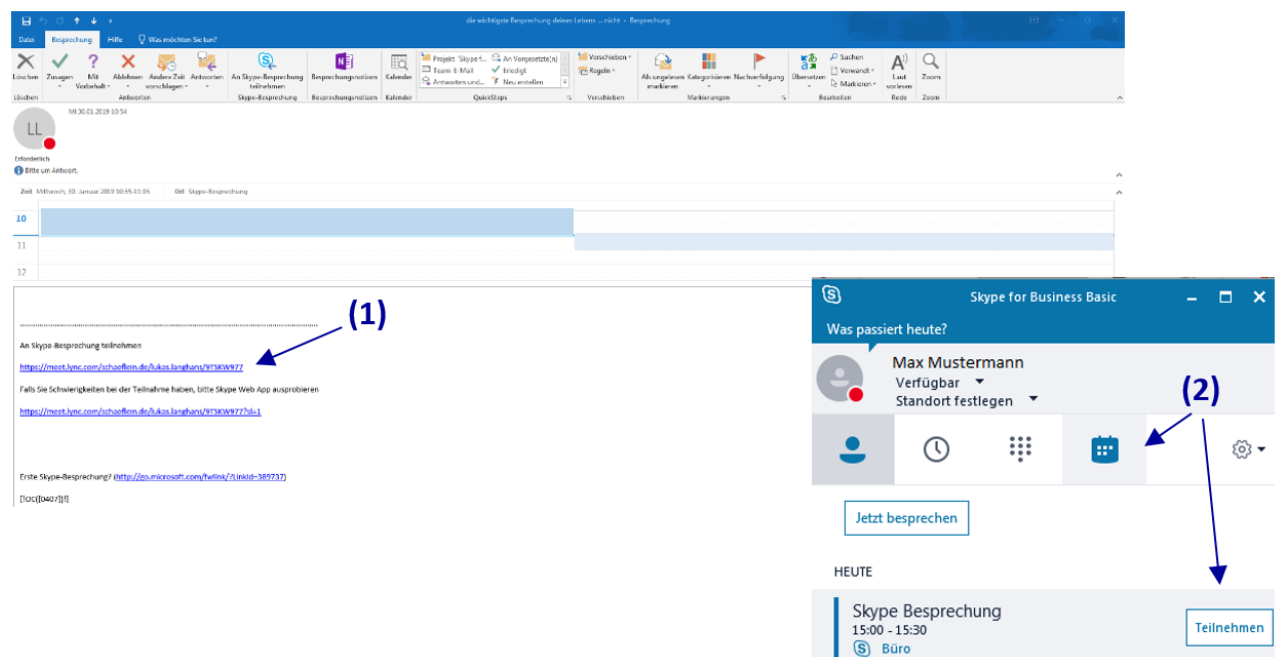 die wichtigste Besprechung deines Lebens ... nicht - Besprechung
Datei Besprechung Hilfe Was möchten Sie tun?
Löschen Zusagen Mit Vorbehalt Ablehnen Andere Zeit vorschlagen Antworten An Skype-Besprechung teilnehmen Besprechungsnotizen Kalender
Projekt 'Skype f... An Vorgesetzte(n)
Team-E-Mail Erledigt
Antworten und... Neu erstellen
Verschieben
Regeln
Als ungelesen markieren Kategorisieren Nachverfolgung Übersetzen
Suchen
Verwandt
Markieren
Laut vorlesen Zoom
Löschen Antworten Skype-Besprechung Besprechungsnotizen Kalender QuickSteps Verschieben Markierungen Bearbeiten Rede Zoom
MI 30.01.2019 10:54
LL
Erforderlich
Bitte um Antwort.
Zeit Mittwoch, 30. Januar 2019 10:35-11:05 Ort Skype-Besprechung
10
11
12
(1)
An Skype-Besprechung teilnehmen
https://meet.lync.com/schaeflein.de/lukas.langhans/9T5KW977
Falls Sie Schwierigkeiten bei der Teilnahme haben, bitte Skype Web App ausprobieren
https://meet.lync.com/schaeflein.de/lukas.langhans/9T5KW977?sl=1
Erste Skype-Besprechung? (http://go.microsoft.com/fwlink/?LinkId=389737)
[!OC([0407])!]
Skype for Business Basic
Was passiert heute?
Max Mustermann
Verfügbar
Standort festlegen
(2)
Jetzt besprechen
HEUTE
Skype Besprechung
15:00 - 15:30
Büro
Teilnehmen